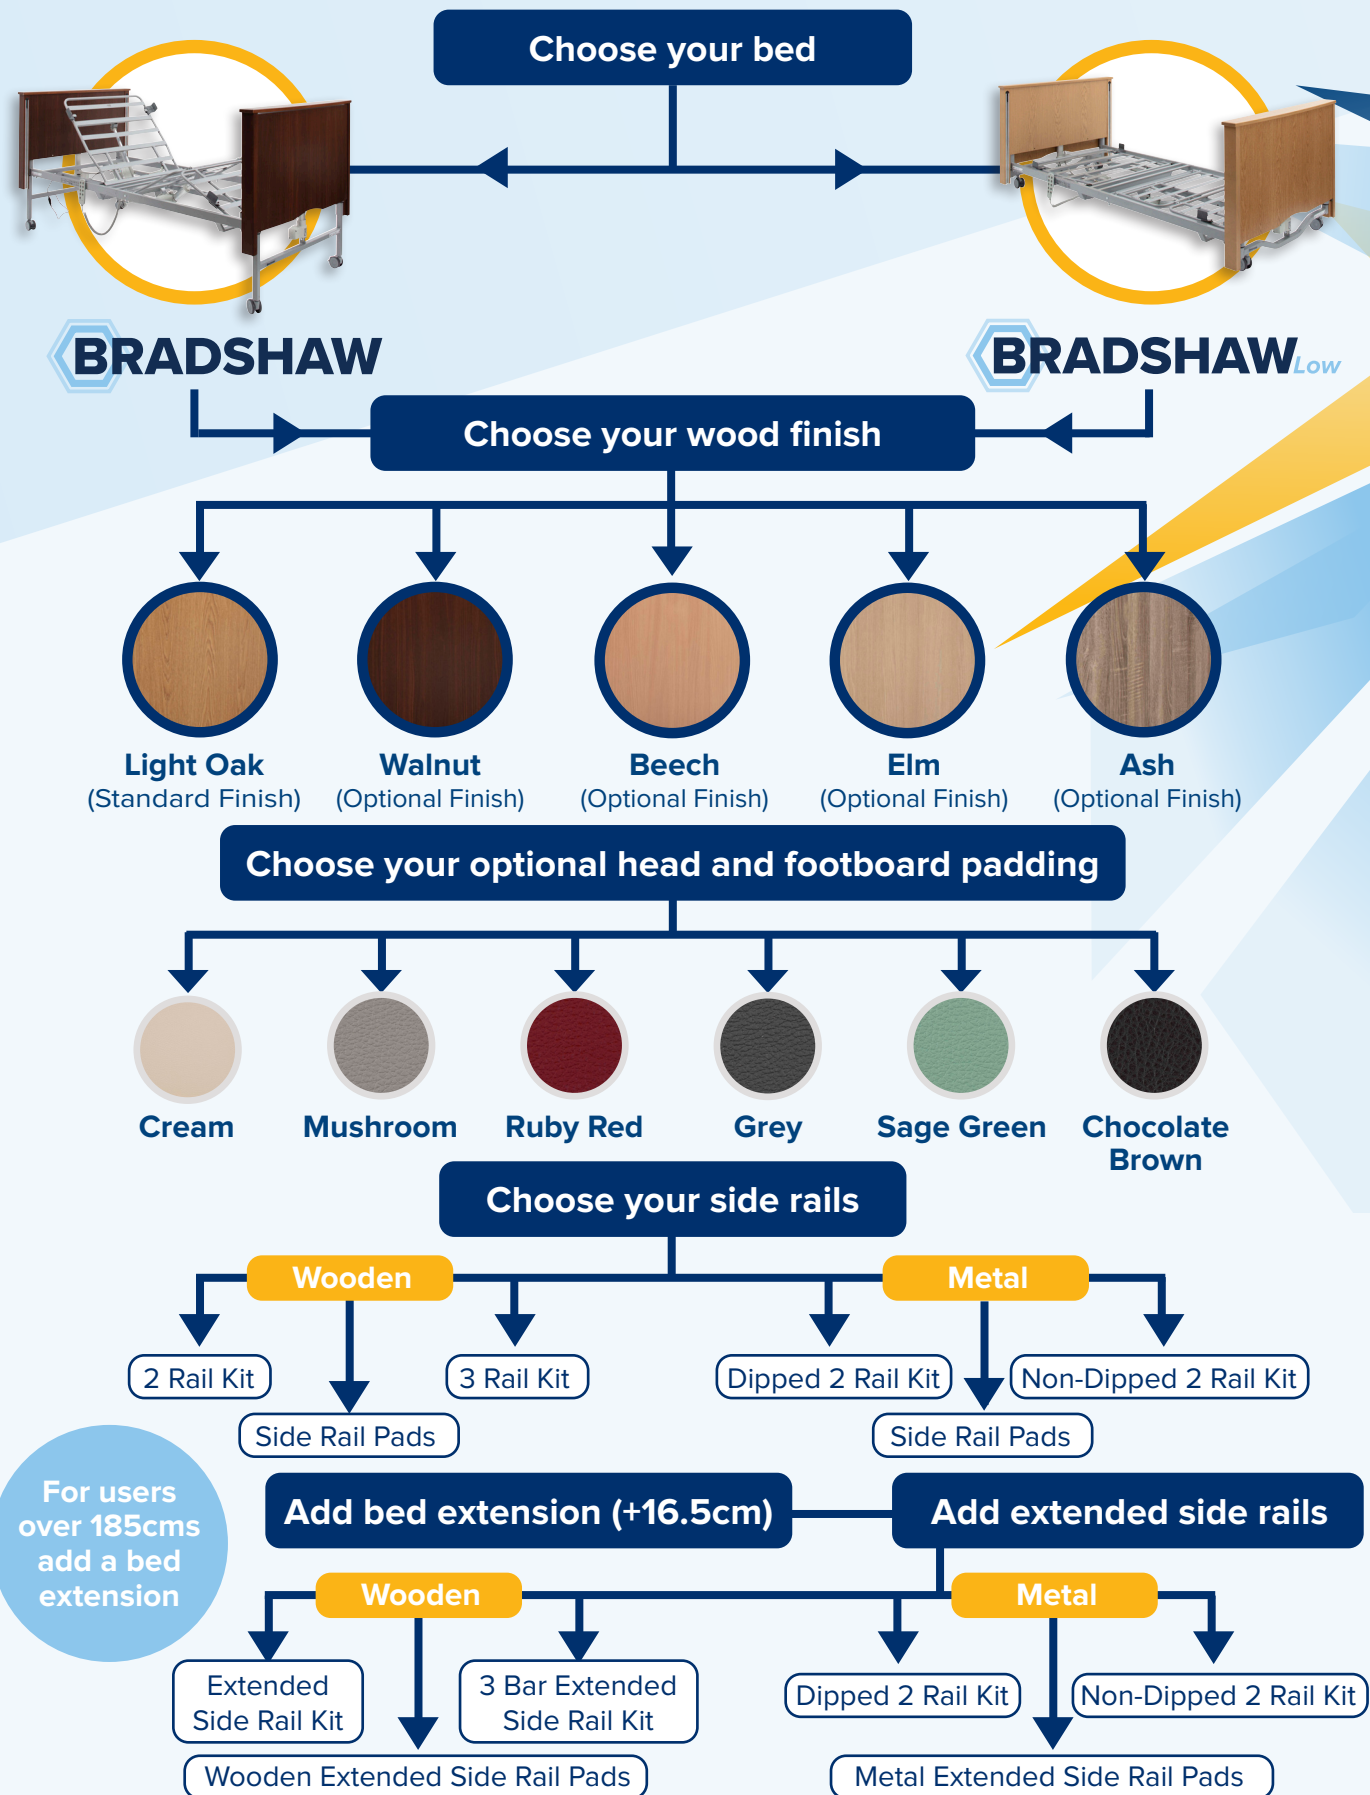 Choose your bed
BRADSHAW
BRADSHAW Low
Choose your wood finish
Light Oak
(Standard Finish)
Walnut
(Optional Finish)
Beech
(Optional Finish)
Elm
(Optional Finish)
Ash
(Optional Finish)
Choose your optional head and footboard padding
Cream
Mushroom
Ruby Red
Grey
Sage Green
Chocolate
Brown
Choose your side rails
Wooden
Metal
2 Rail Kit
3 Rail Kit
Dipped 2 Rail Kit
Non-Dipped 2 Rail Kit
Side Rail Pads
Side Rail Pads
For users
over 185cms
add a bed
extension
Add bed extension (+16.5cm)
Add extended side rails
Wooden
Metal
Extended
Side Rail Kit
3 Bar Extended
Side Rail Kit
Dipped 2 Rail Kit
Non-Dipped 2 Rail Kit
Wooden Extended Side Rail Pads
Metal Extended Side Rail Pads